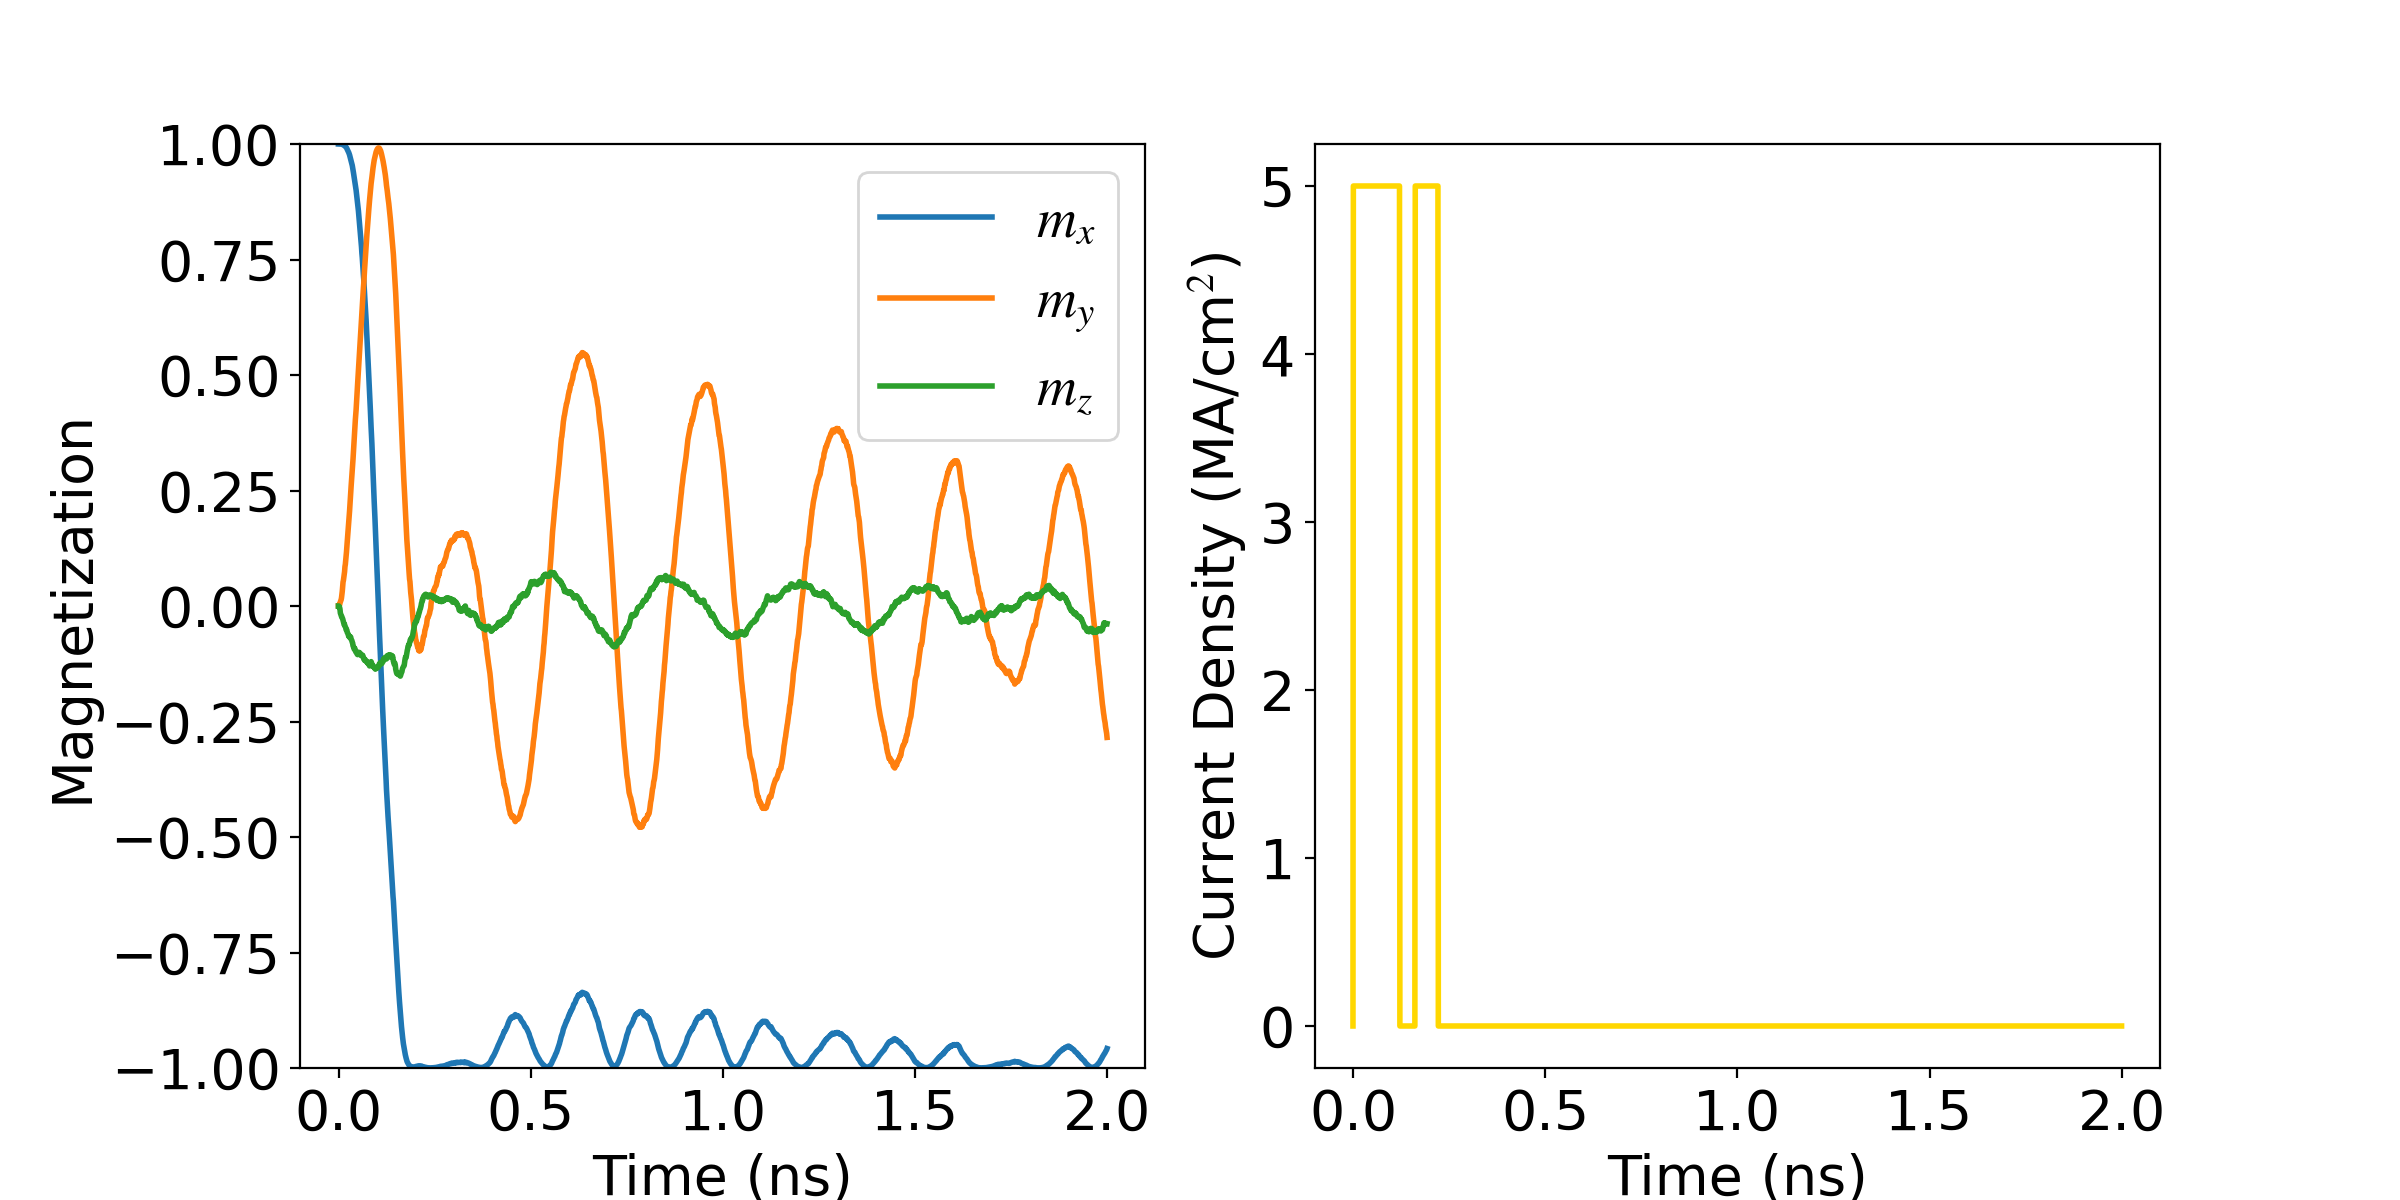 1.00
0.75
0.50
0.25
0.00
−0.25
−0.50
−0.75
−1.00
Magnetization
0.0 0.5 1.0 1.5 2.0
Time (ns)
mₓ
m_y
m_z
5
4
3
2
1
0
Current Density (MA/cm²)
0.0 0.5 1.0 1.5 2.0
Time (ns)